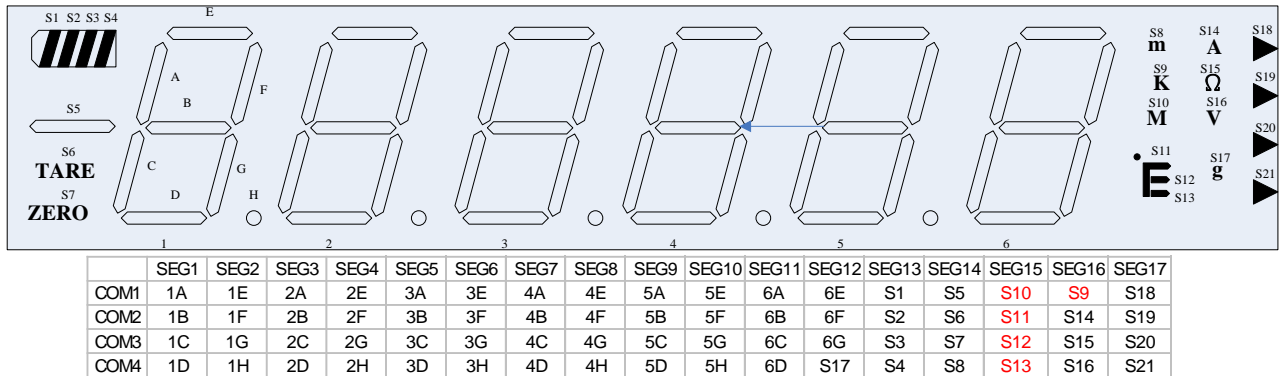 S1 S2 S3 S4
E
A
B
F
C
D
G
H
S5
S6
TARE
S7
ZERO
1 2 3 4 5 6
S8 S14 S18
m A
S9 S15 S19
K Ω
S10 S16
M V
S20
S11 S17
E g
S12
S13
S21
SEG1 SEG2 SEG3 SEG4 SEG5 SEG6 SEG7 SEG8 SEG9 SEG10 SEG11 SEG12 SEG13 SEG14 SEG15 SEG16 SEG17
COM1 1A 1E 2A 2E 3A 3E 4A 4E 5A 5E 6A 6E S1 S5 S10 S9 S18
COM2 1B 1F 2B 2F 3B 3F 4B 4F 5B 5F 6B 6F S2 S6 S11 S14 S19
COM3 1C 1G 2C 2G 3C 3G 4C 4G 5C 5G 6C 6G S3 S7 S12 S15 S20
COM4 1D 1H 2D 2H 3D 3H 4D 4H 5D 5H 6D S17 S4 S8 S13 S16 S21